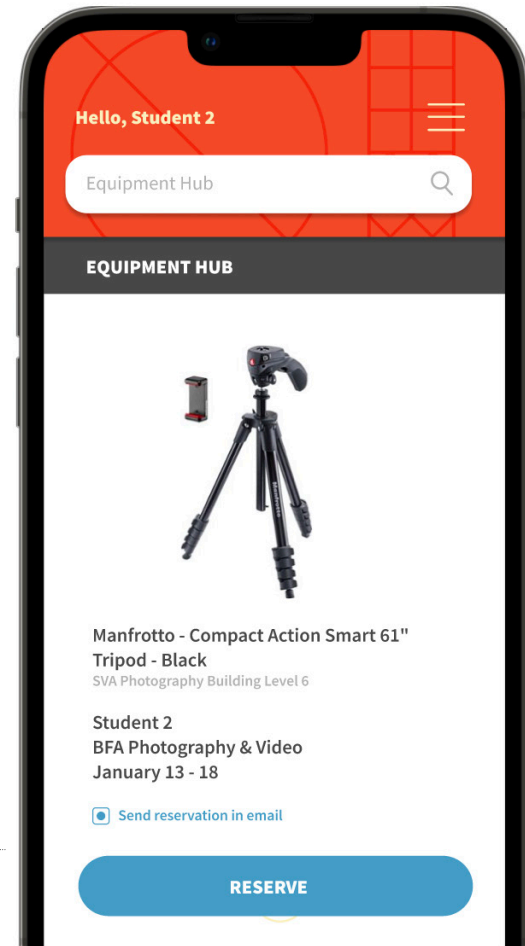 Hello, Student 2
Equipment Hub
EQUIPMENT HUB
Manfrotto
Manfrotto - Compact Action Smart 61"
Tripod - Black
SVA Photography Building Level 6
Student 2
BFA Photography & Video
January 13 - 18
Send reservation in email
RESERVE